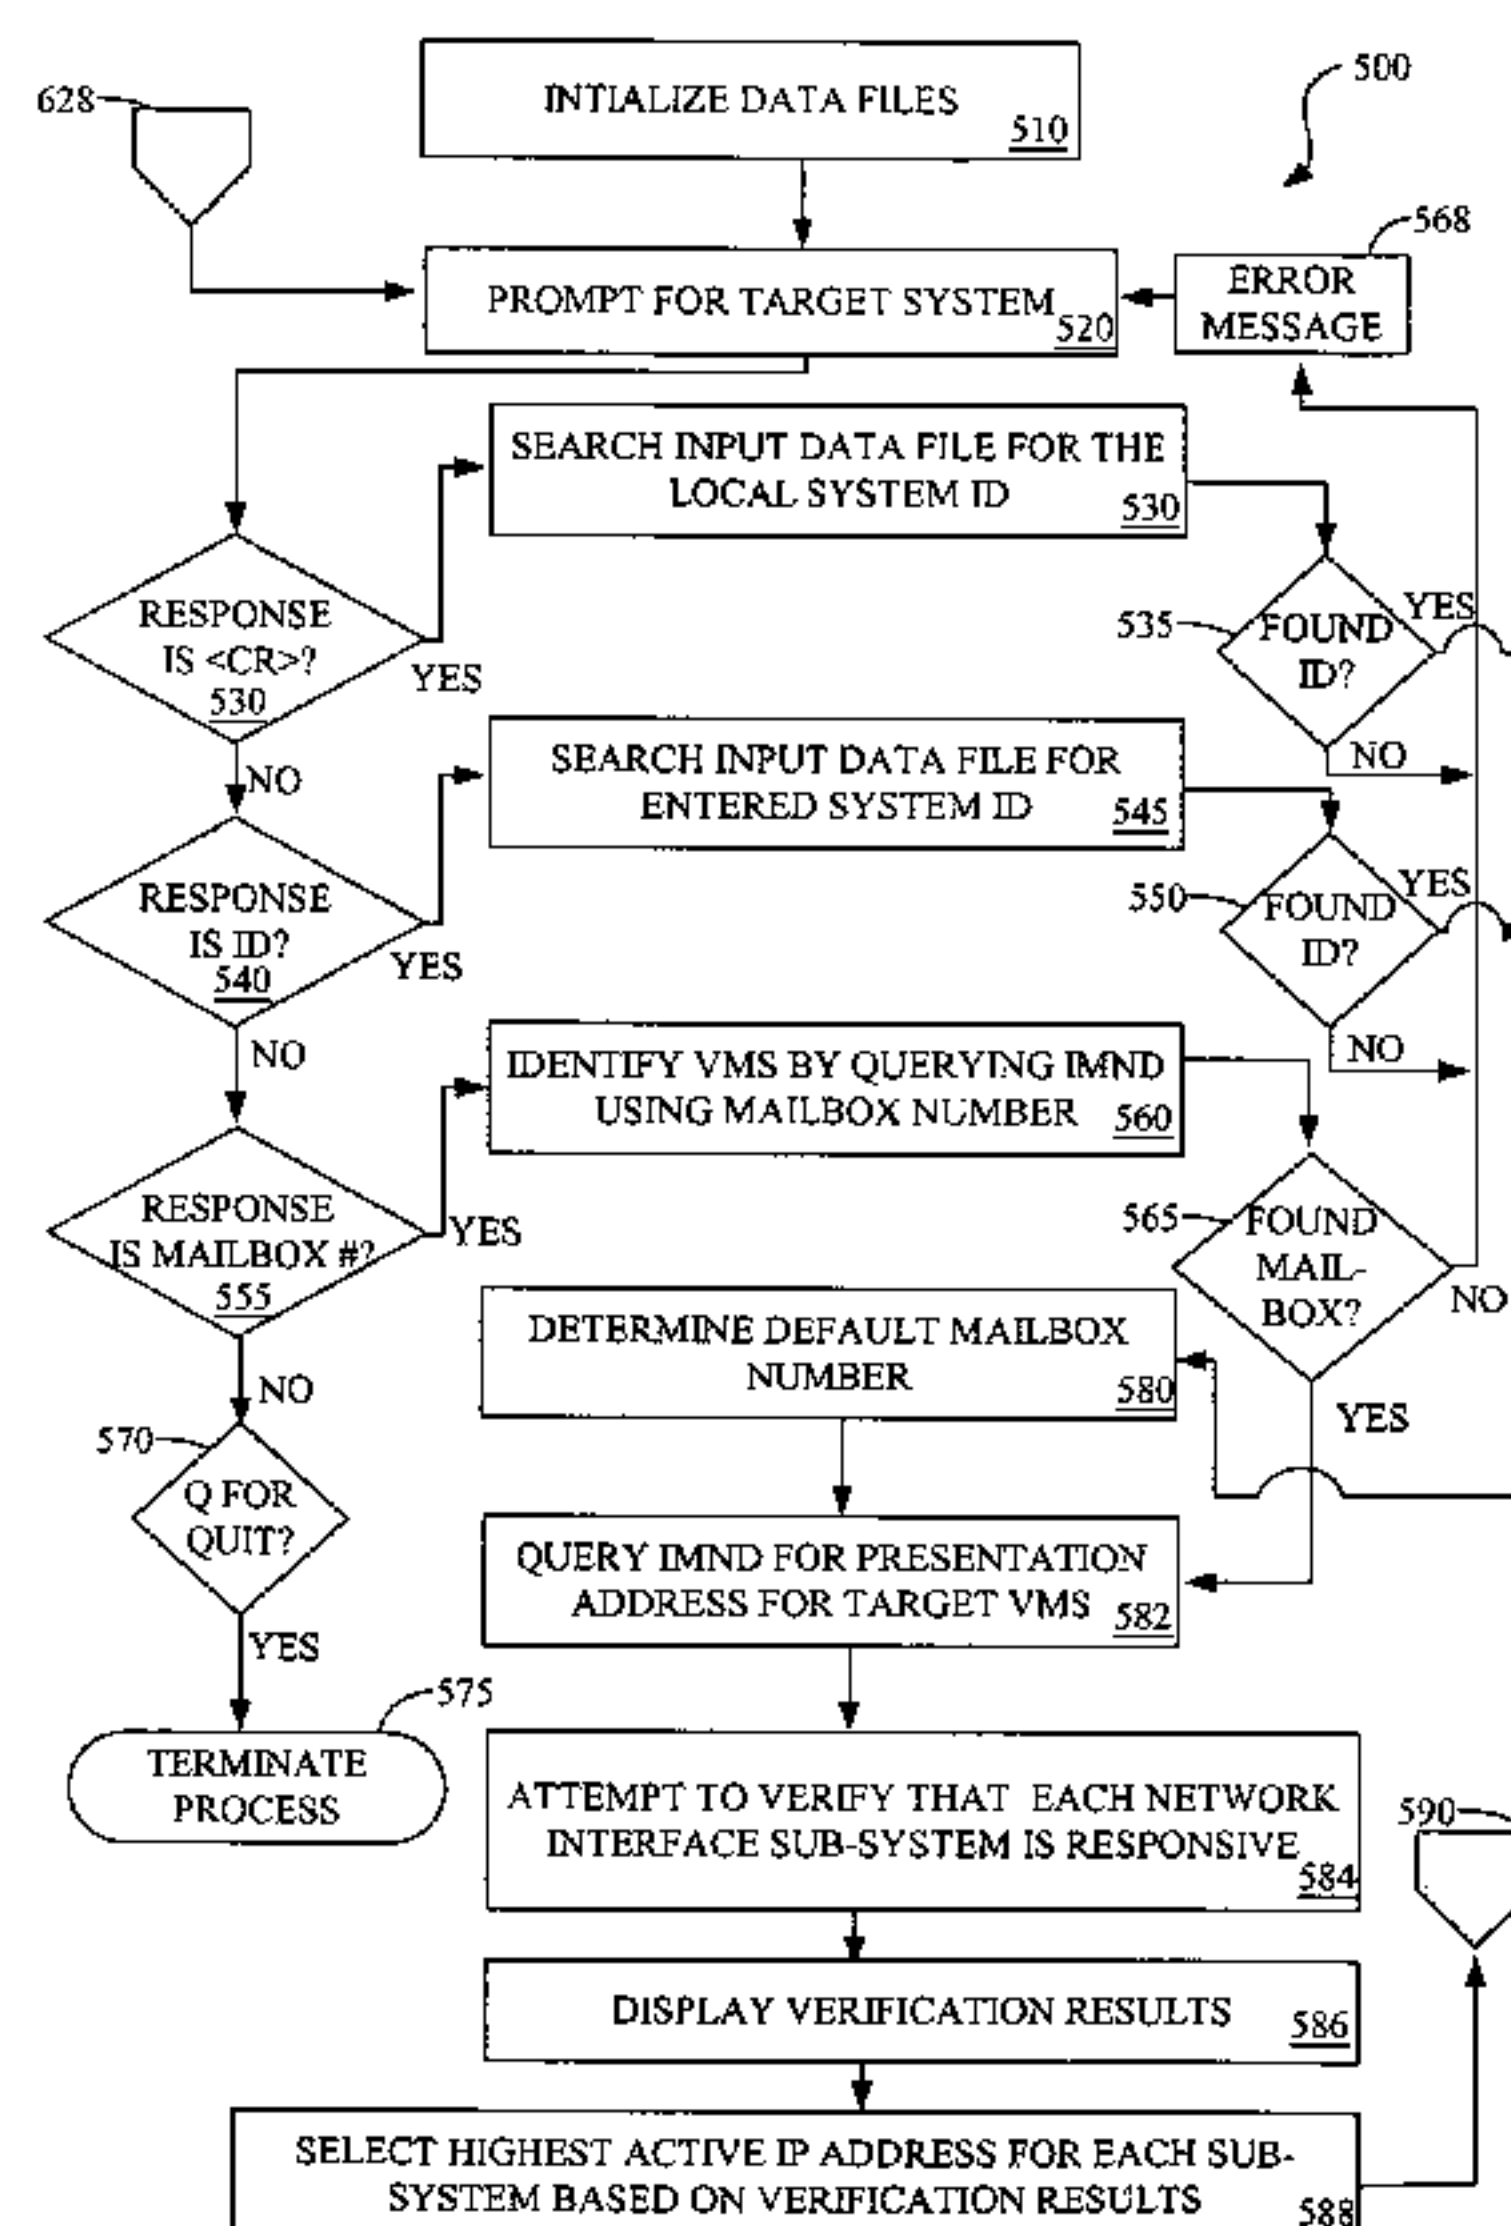 INTIALIZE DATA FILES
510
500
628
568
PROMPT FOR TARGET SYSTEM
520
ERROR
MESSAGE
SEARCH INPUT DATA FILE FOR THE
LOCAL SYSTEM ID
530
RESPONSE
IS <CR>?
530
YES
NO
535
FOUND
ID?
YES
NO
SEARCH INPUT DATA FILE FOR
ENTERED SYSTEM ID
545
RESPONSE
IS ID?
540
YES
NO
550
FOUND
ID?
YES
NO
IDENTIFY VMS BY QUERYING IMND
USING MAILBOX NUMBER
560
RESPONSE
IS MAILBOX #?
555
YES
NO
565
FOUND
MAIL-
BOX?
NO
YES
DETERMINE DEFAULT MAILBOX
NUMBER
580
570
Q FOR
QUIT?
YES
QUERY IMND FOR PRESENTATION
ADDRESS FOR TARGET VMS
582
575
TERMINATE
PROCESS
ATTEMPT TO VERIFY THAT EACH NETWORK
INTERFACE SUB-SYSTEM IS RESPONSIVE
584
590
DISPLAY VERIFICATION RESULTS
586
SELECT HIGHEST ACTIVE IP ADDRESS FOR EACH SUB-
SYSTEM BASED ON VERIFICATION RESULTS
588